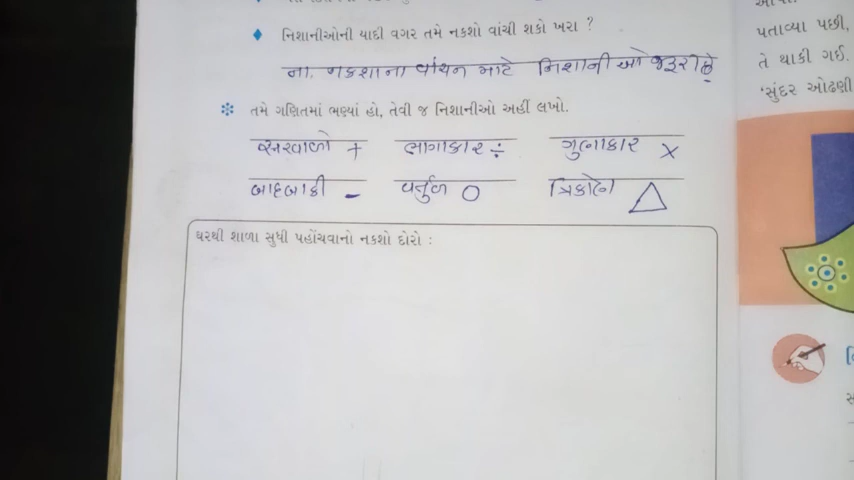 નિશાનીઓની યાદી વગર તમે નકશો વાંચી શકો ખરા ?
ના. નકશાના વાંચન માટે નિશાનીઓ જરૂરી છે.
તમે ગણિતમાં ભણ્યાં હો, તેવી જ નિશાનીઓ અહીં લખો.
સરવાળો + ભાગાકાર ÷ ગુણાકાર ×
બાદબાકી - વર્તુળ ○ ત્રિકોણ △
ઘરથી શાળા સુધી પહોંચવાનો નકશો દોરો :
પતાવ્યા પછી,
તે થાકી ગઈ.
'સુંદર ઓઢણી